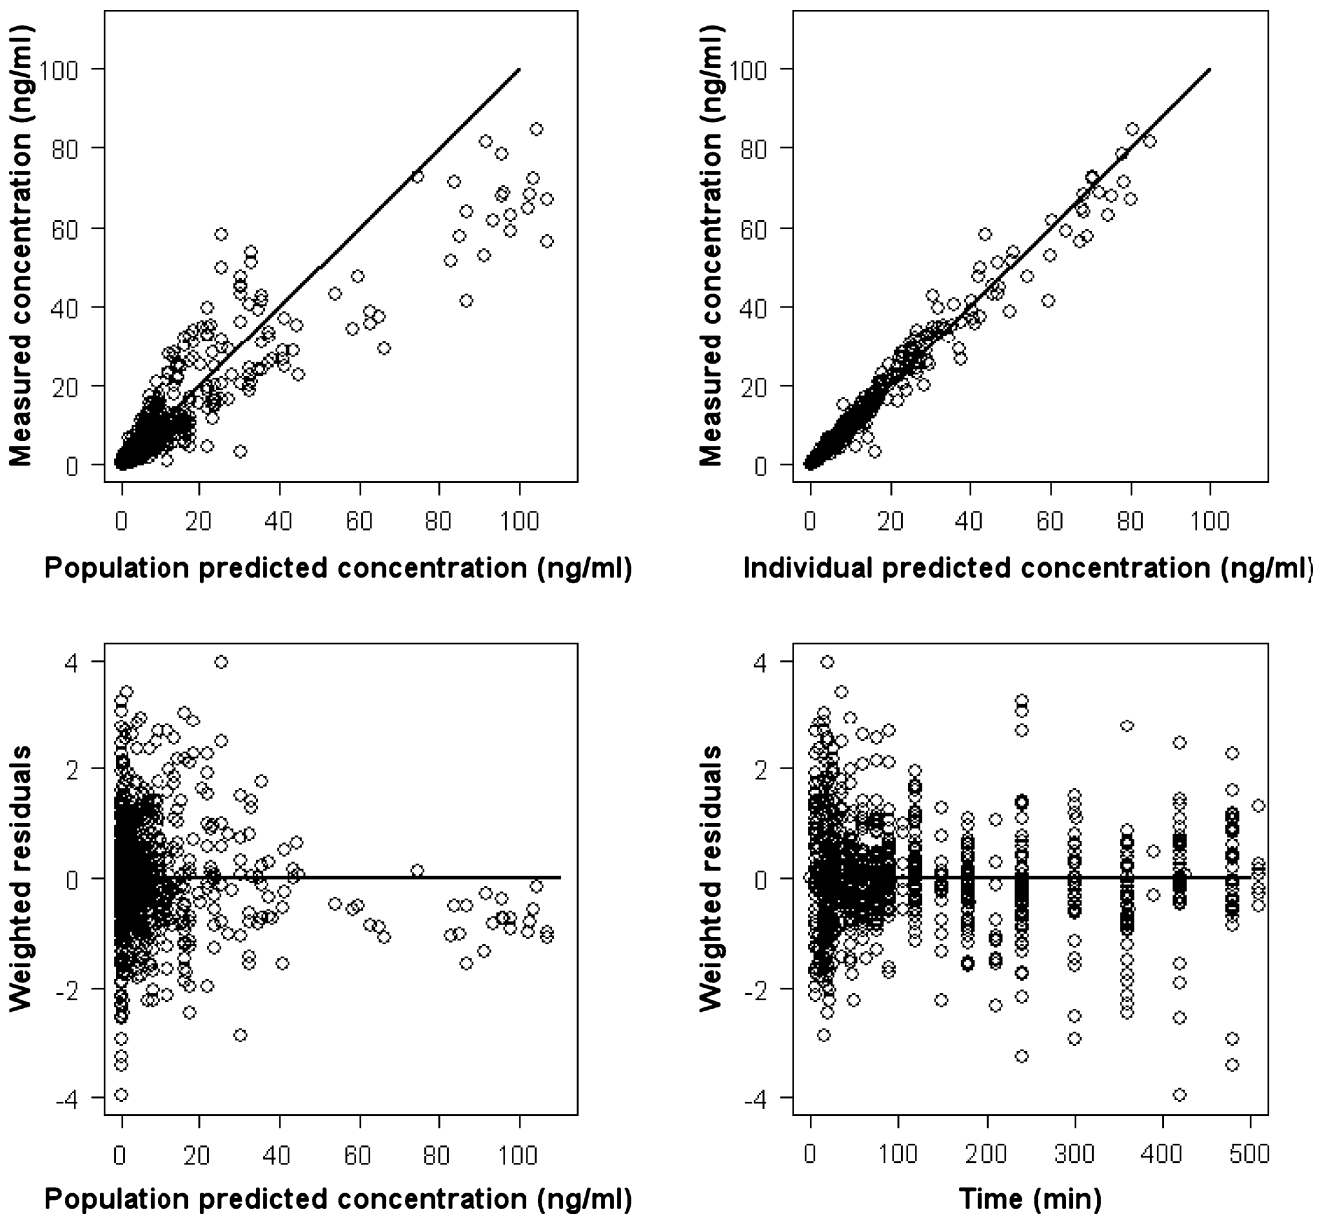 Measured concentration (ng/ml)
100
80
60
40
20
0
0 20 40 60 80 100
Population predicted concentration (ng/ml)
Measured concentration (ng/ml)
100
80
60
40
20
0
0 20 40 60 80 100
Individual predicted concentration (ng/ml)
Weighted residuals
4
2
0
-2
-4
0 20 40 60 80 100
Population predicted concentration (ng/ml)
Weighted residuals
4
2
0
-2
-4
0 100 200 300 400 500
Time (min)